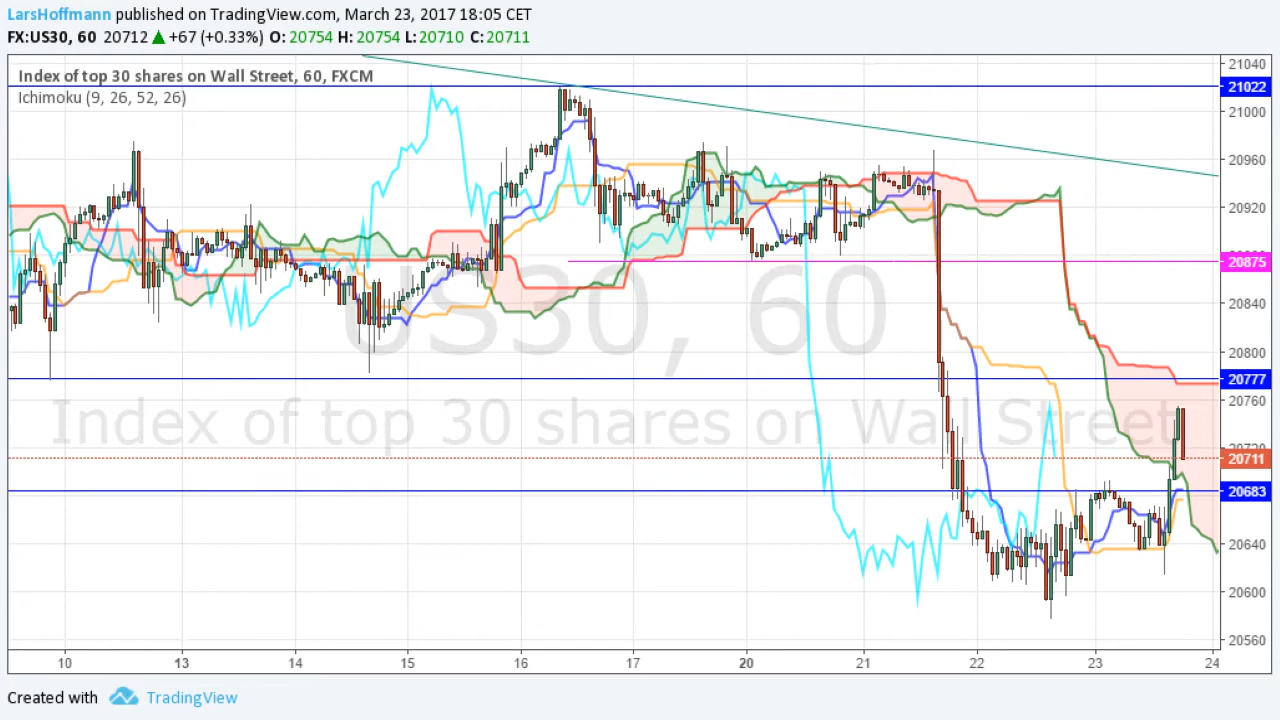 LarsHoffmann published on TradingView.com, March 23, 2017 18:05 CET
FX:US30, 60 20712 ▲ +67 (+0.33%) O: 20754 H: 20754 L: 20710 C: 20711
Index of top 30 shares on Wall Street, 60, FXCM
Ichimoku (9, 26, 52, 26)
US30, 60
Index of top 30 shares on Wall Street
21040
21022
21000
20960
20920
20875
20840
20800
20777
20760
20711
20683
20640
20600
20560
10 13 14 15 16 17 20 21 22 23 24
Created with TradingView